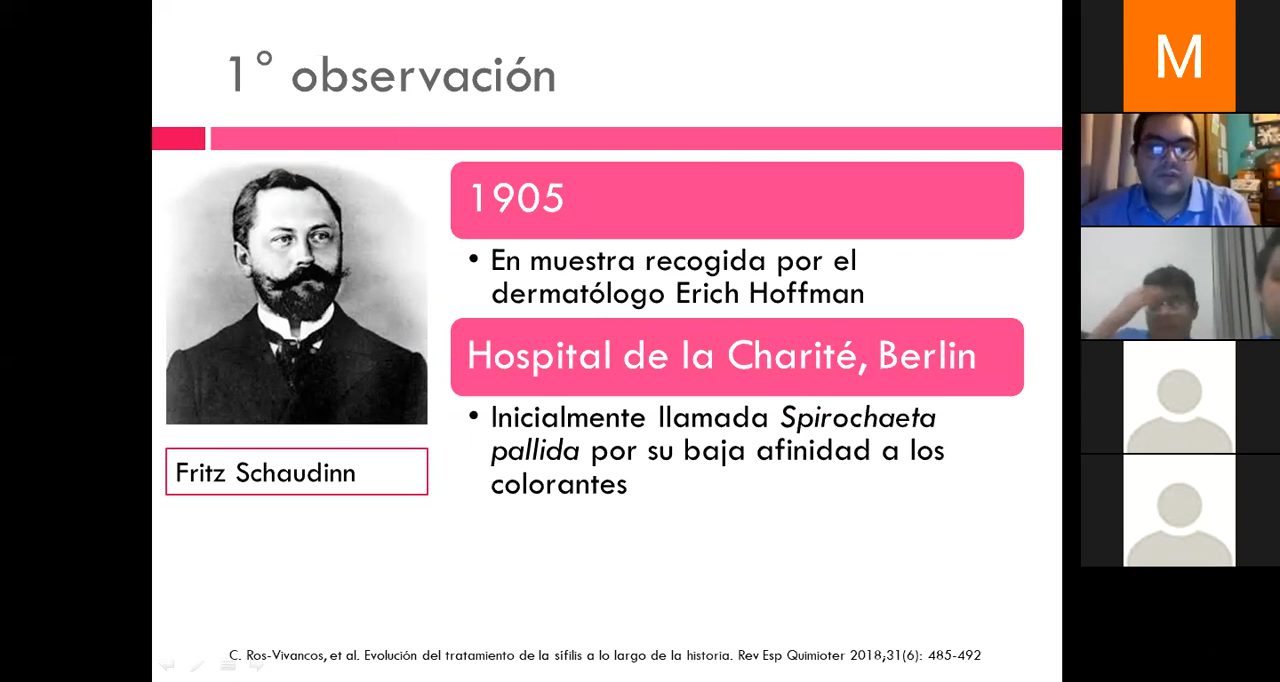 1° observación
1905
• En muestra recogida por el
dermatólogo Erich Hoffman
Hospital de la Charité, Berlin
• Inicialmente llamada Spirochaeta
pallida por su baja afinidad a los
colorantes
Fritz Schaudinn
C. Ros-Vivancos, et al. Evolución del tratamiento de la sífilis a lo largo de la historia. Rev Esp Quimioter 2018;31(6): 485-492
M